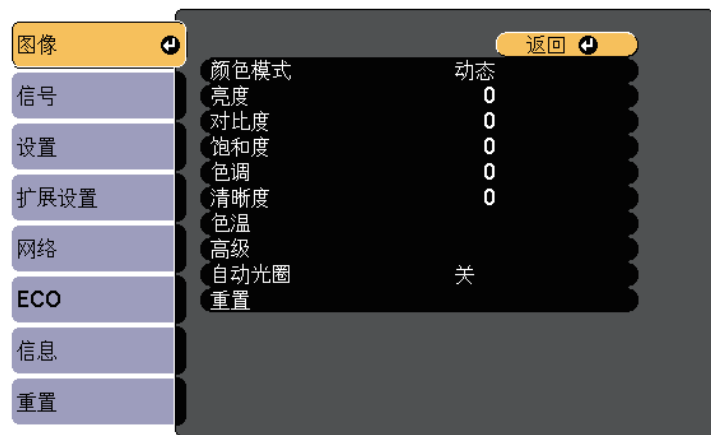 图像
信号
设置
扩展设置
网络
ECO
信息
重置
返回
颜色模式 动态
亮度 0
对比度 0
饱和度 0
色调 0
清晰度 0
色温
高级
自动光圈 关
重置